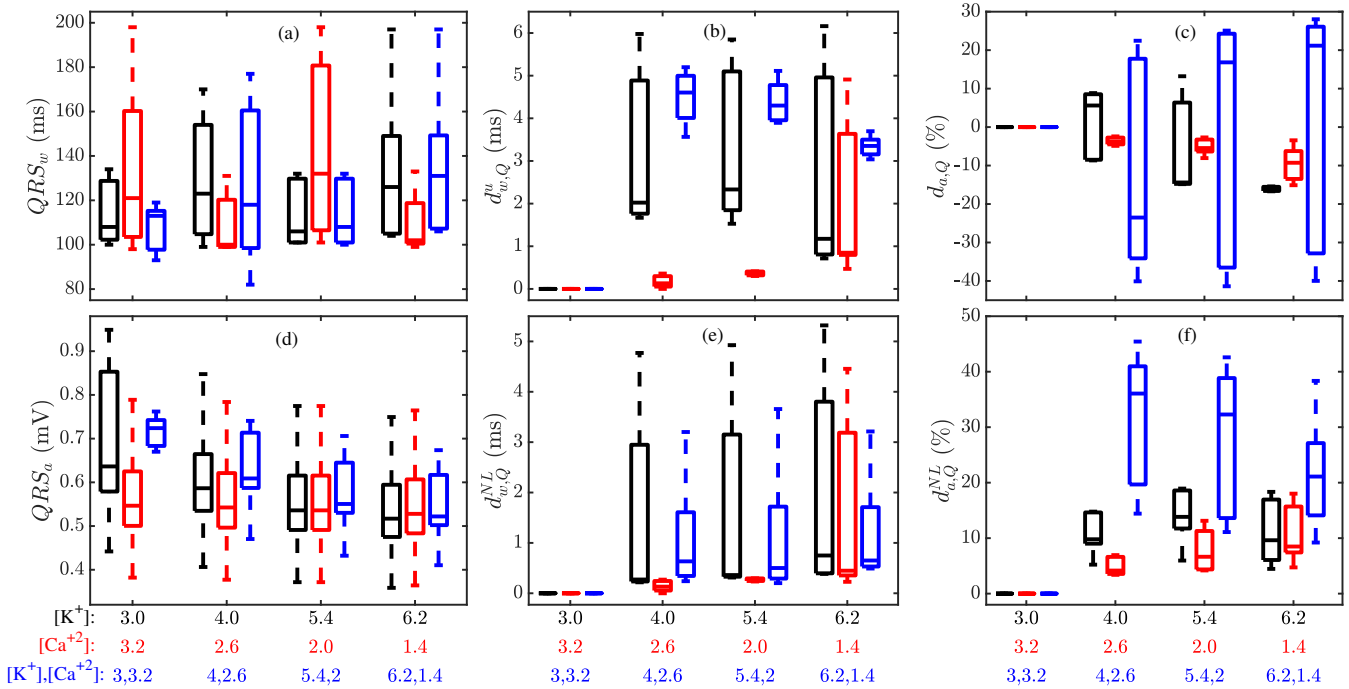 (a)
QRS_w (ms)
200
180
160
140
120
100
80
(b)
d^u_{w,Q} (ms)
6
5
4
3
2
1
0
(c)
d_{a,Q} (%)
30
20
10
0
-10
-20
-30
-40
(d)
QRS_a (mV)
0.9
0.8
0.7
0.6
0.5
0.4
(e)
d^{NL}_{w,Q} (ms)
5
4
3
2
1
0
(f)
d^{NL}_{a,Q} (%)
50
40
30
20
10
0
[K+]: 3.0 4.0 5.4 6.2 3.0 4.0 5.4 6.2 3.0 4.0 5.4 6.2
[Ca+2]: 3.2 2.6 2.0 1.4 3.2 2.6 2.0 1.4 3.2 2.6 2.0 1.4
[K+],[Ca+2]: 3,3.2 4,2.6 5.4,2 6.2,1.4 3,3.2 4,2.6 5.4,2 6.2,1.4 3,3.2 4,2.6 5.4,2 6.2,1.4